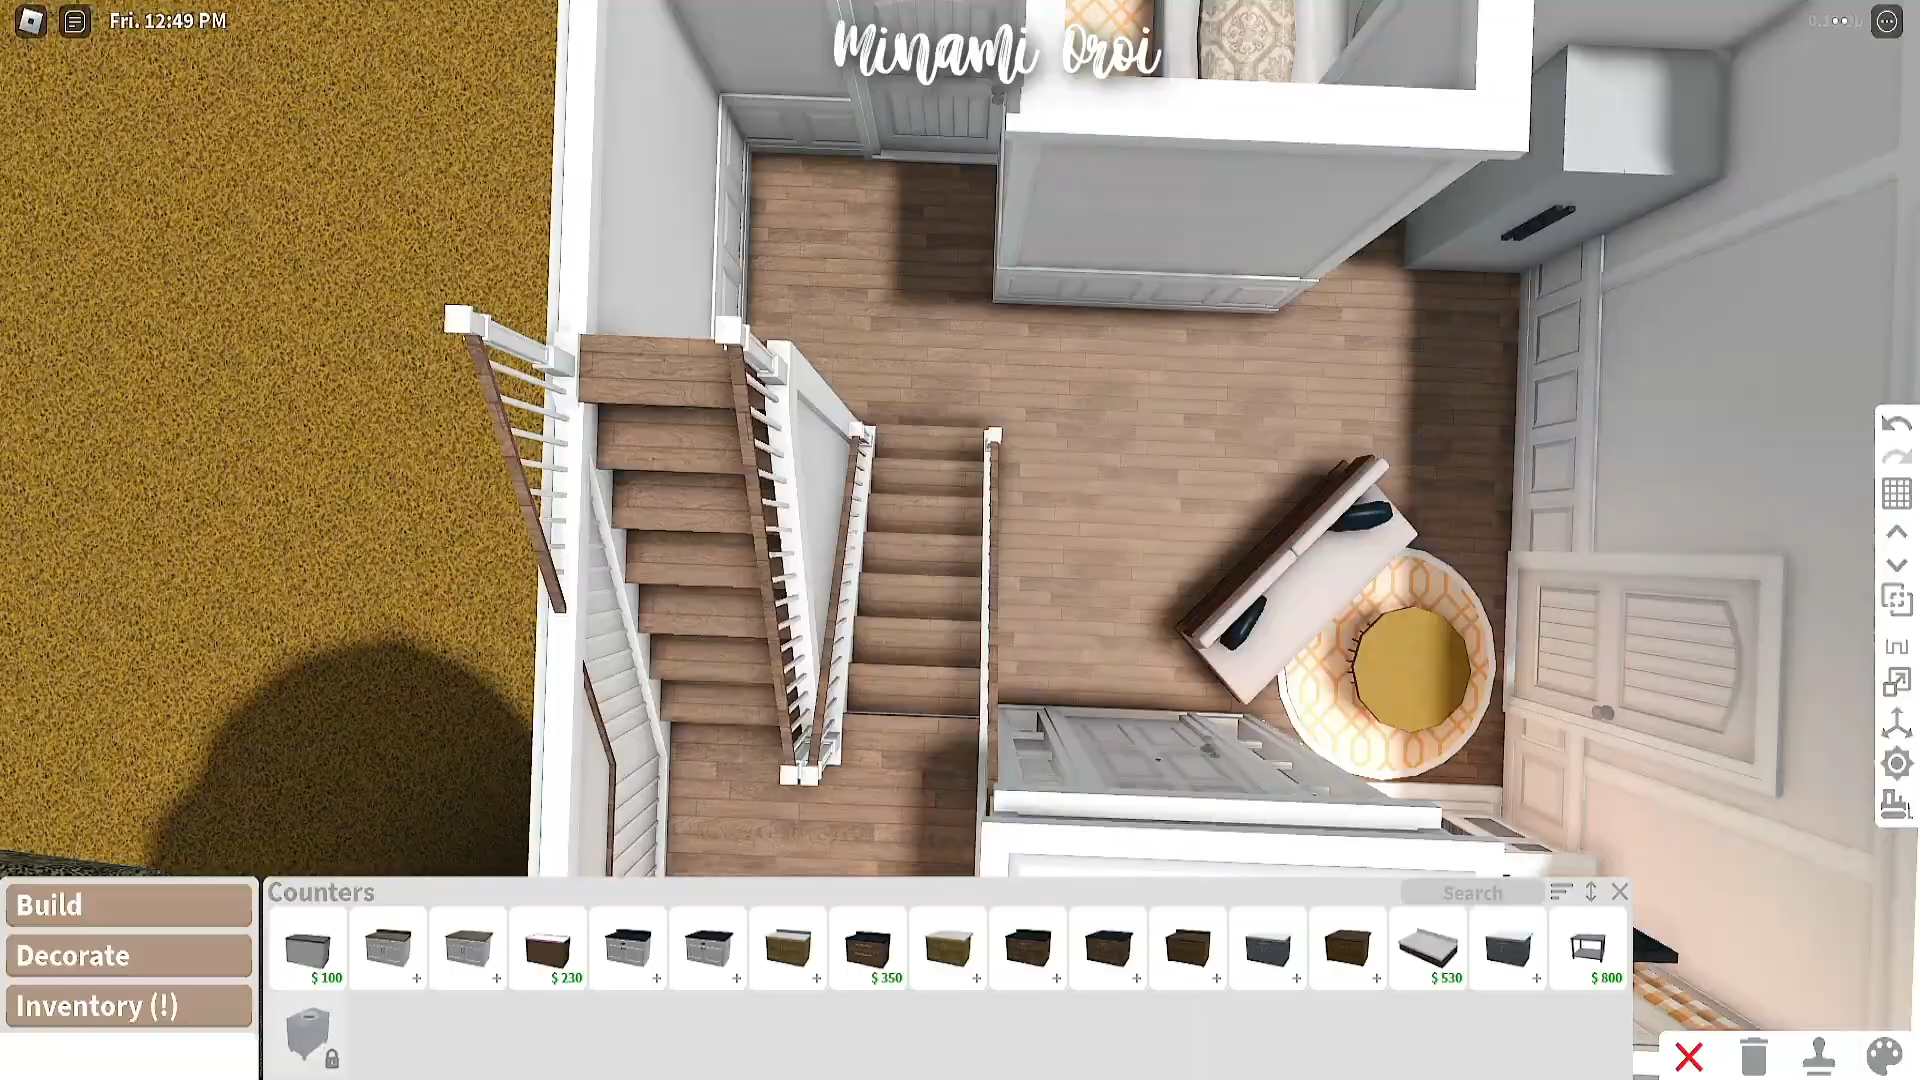 Fri. 12:49 PM
Minami Oroi
Build
Decorate
Inventory (!)
Counters
Search
$ 100
+
+
$ 230
+
+
+
$ 350
+
+
+
+
+
+
$ 530
+
$ 800